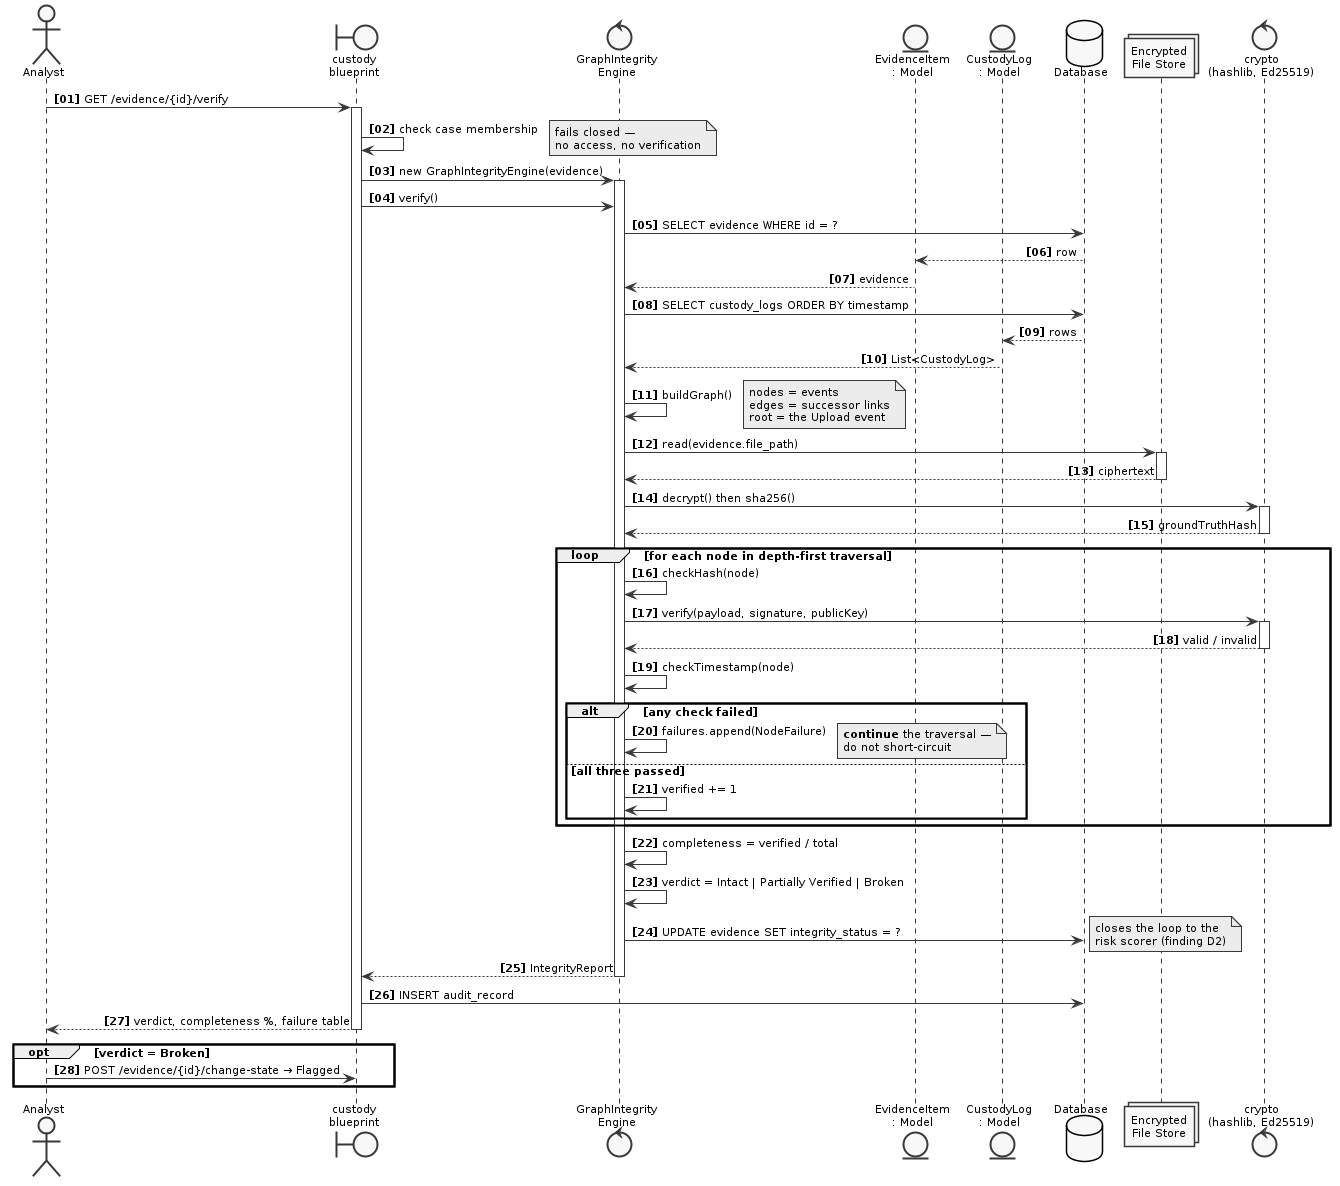 Analyst
custody
blueprint
GraphIntegrity
Engine
EvidenceItem
: Model
CustodyLog
: Model
Database
Encrypted
File Store
crypto
(hashlib, Ed25519)
[01] GET /evidence/{id}/verify
[02] check case membership
fails closed —
no access, no verification
[03] new GraphIntegrityEngine(evidence)
[04] verify()
[05] SELECT evidence WHERE id = ?
[06] row
[07] evidence
[08] SELECT custody_logs ORDER BY timestamp
[09] rows
[10] List<CustodyLog>
[11] buildGraph()
nodes = events
edges = successor links
root = the Upload event
[12] read(evidence.file_path)
[13] ciphertext
[14] decrypt() then sha256()
[15] groundTruthHash
loop [for each node in depth-first traversal]
[16] checkHash(node)
[17] verify(payload, signature, publicKey)
[18] valid / invalid
[19] checkTimestamp(node)
alt [any check failed]
[20] failures.append(NodeFailure)
continue the traversal —
do not short-circuit
[all three passed]
[21] verified += 1
[22] completeness = verified / total
[23] verdict = Intact | Partially Verified | Broken
[24] UPDATE evidence SET integrity_status = ?
closes the loop to the
risk scorer (finding D2)
[25] IntegrityReport
[26] INSERT audit_record
[27] verdict, completeness %, failure table
opt [verdict = Broken]
[28] POST /evidence/{id}/change-state → Flagged
Analyst
custody
blueprint
GraphIntegrity
Engine
EvidenceItem
: Model
CustodyLog
: Model
Database
Encrypted
File Store
crypto
(hashlib, Ed25519)